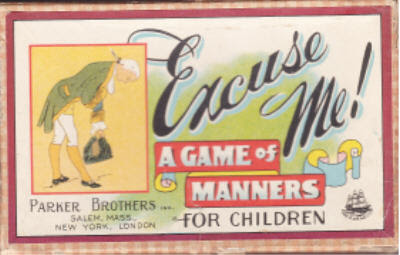 Excuse
Me!
A GAME of
MANNERS
FOR CHILDREN
PARKER BROTHERS INC.
SALEM, MASS.,
NEW YORK, LONDON